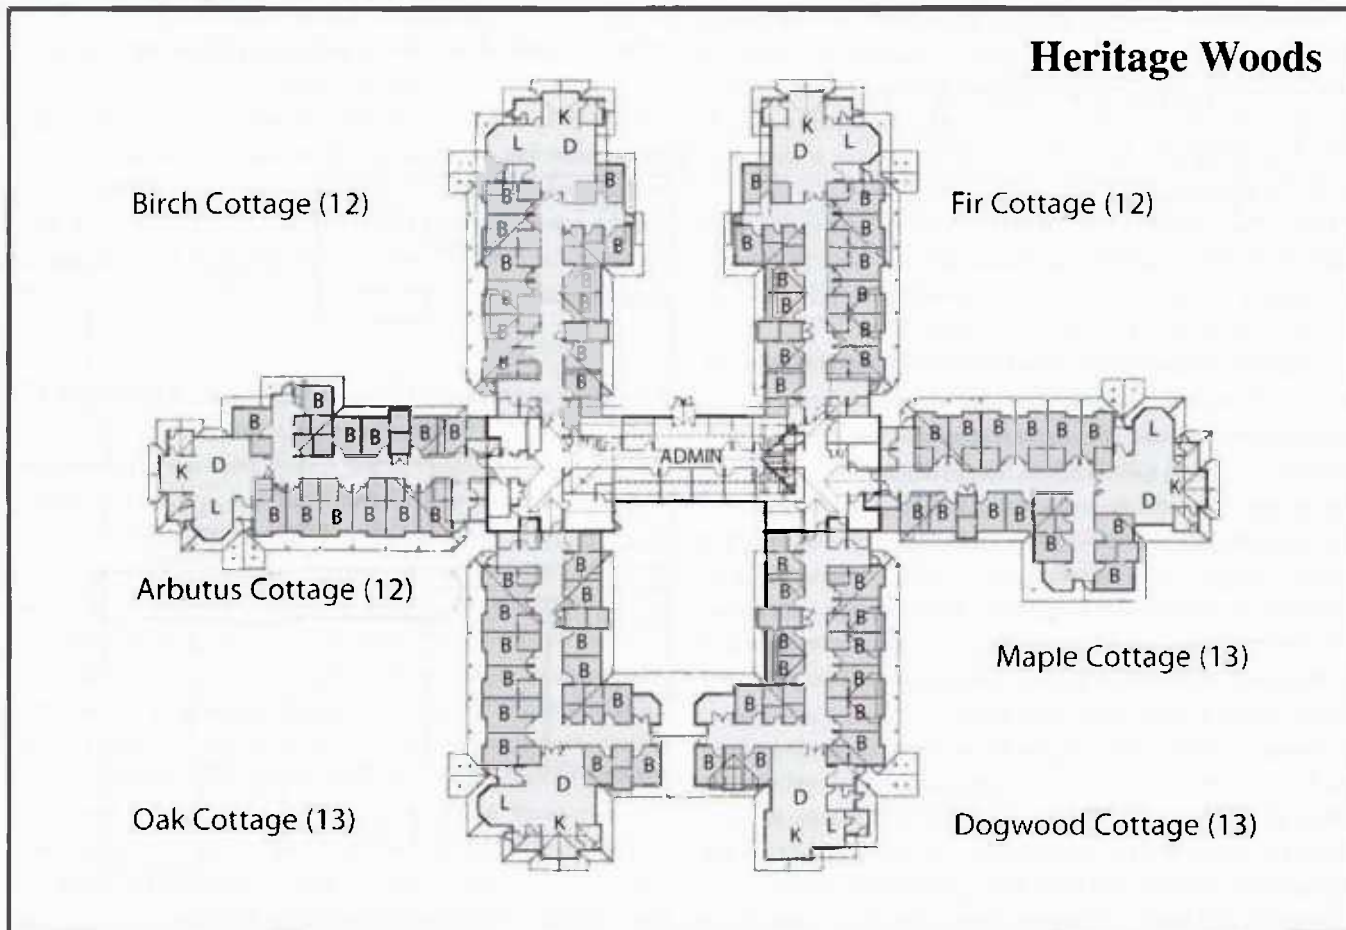 Heritage Woods
Birch Cottage (12)
K
L D
B
B
B
B
B
B
B
B
B
B
B
Fir Cottage (12)
K
D L
B
B
B B
B
B
B
B
B
B
B
B
ADMIN
B
B B B B B
K D
L
B B B B B B
Arbutus Cottage (12)
B B B B B B
L
D K
B B B B
B
B
B
Maple Cottage (13)
B B
B B
B
B B
B B
B B
B
B B
L D
K
Oak Cottage (13)
B B
B B
B
B B
B B
B B
B
B B
D
K L
Dogwood Cottage (13)